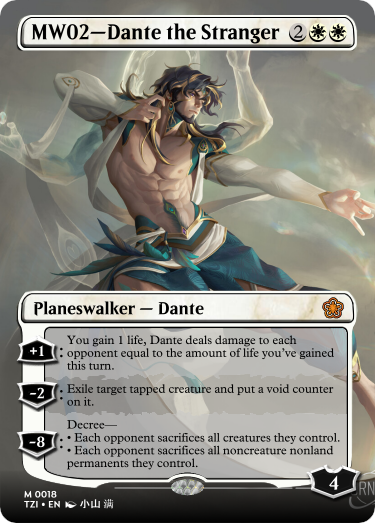 MW02—Dante the Stranger 2
Planeswalker — Dante
+1: You gain 1 life, Dante deals damage to each
opponent equal to the amount of life you've gained
this turn.
-2: Exile target tapped creature and put a void counter
on it.
Decree—
-8: • Each opponent sacrifices all creatures they control.
• Each opponent sacrifices all noncreature nonland
permanents they control.
4
RN
M 0018
TZI • EN 小山 满